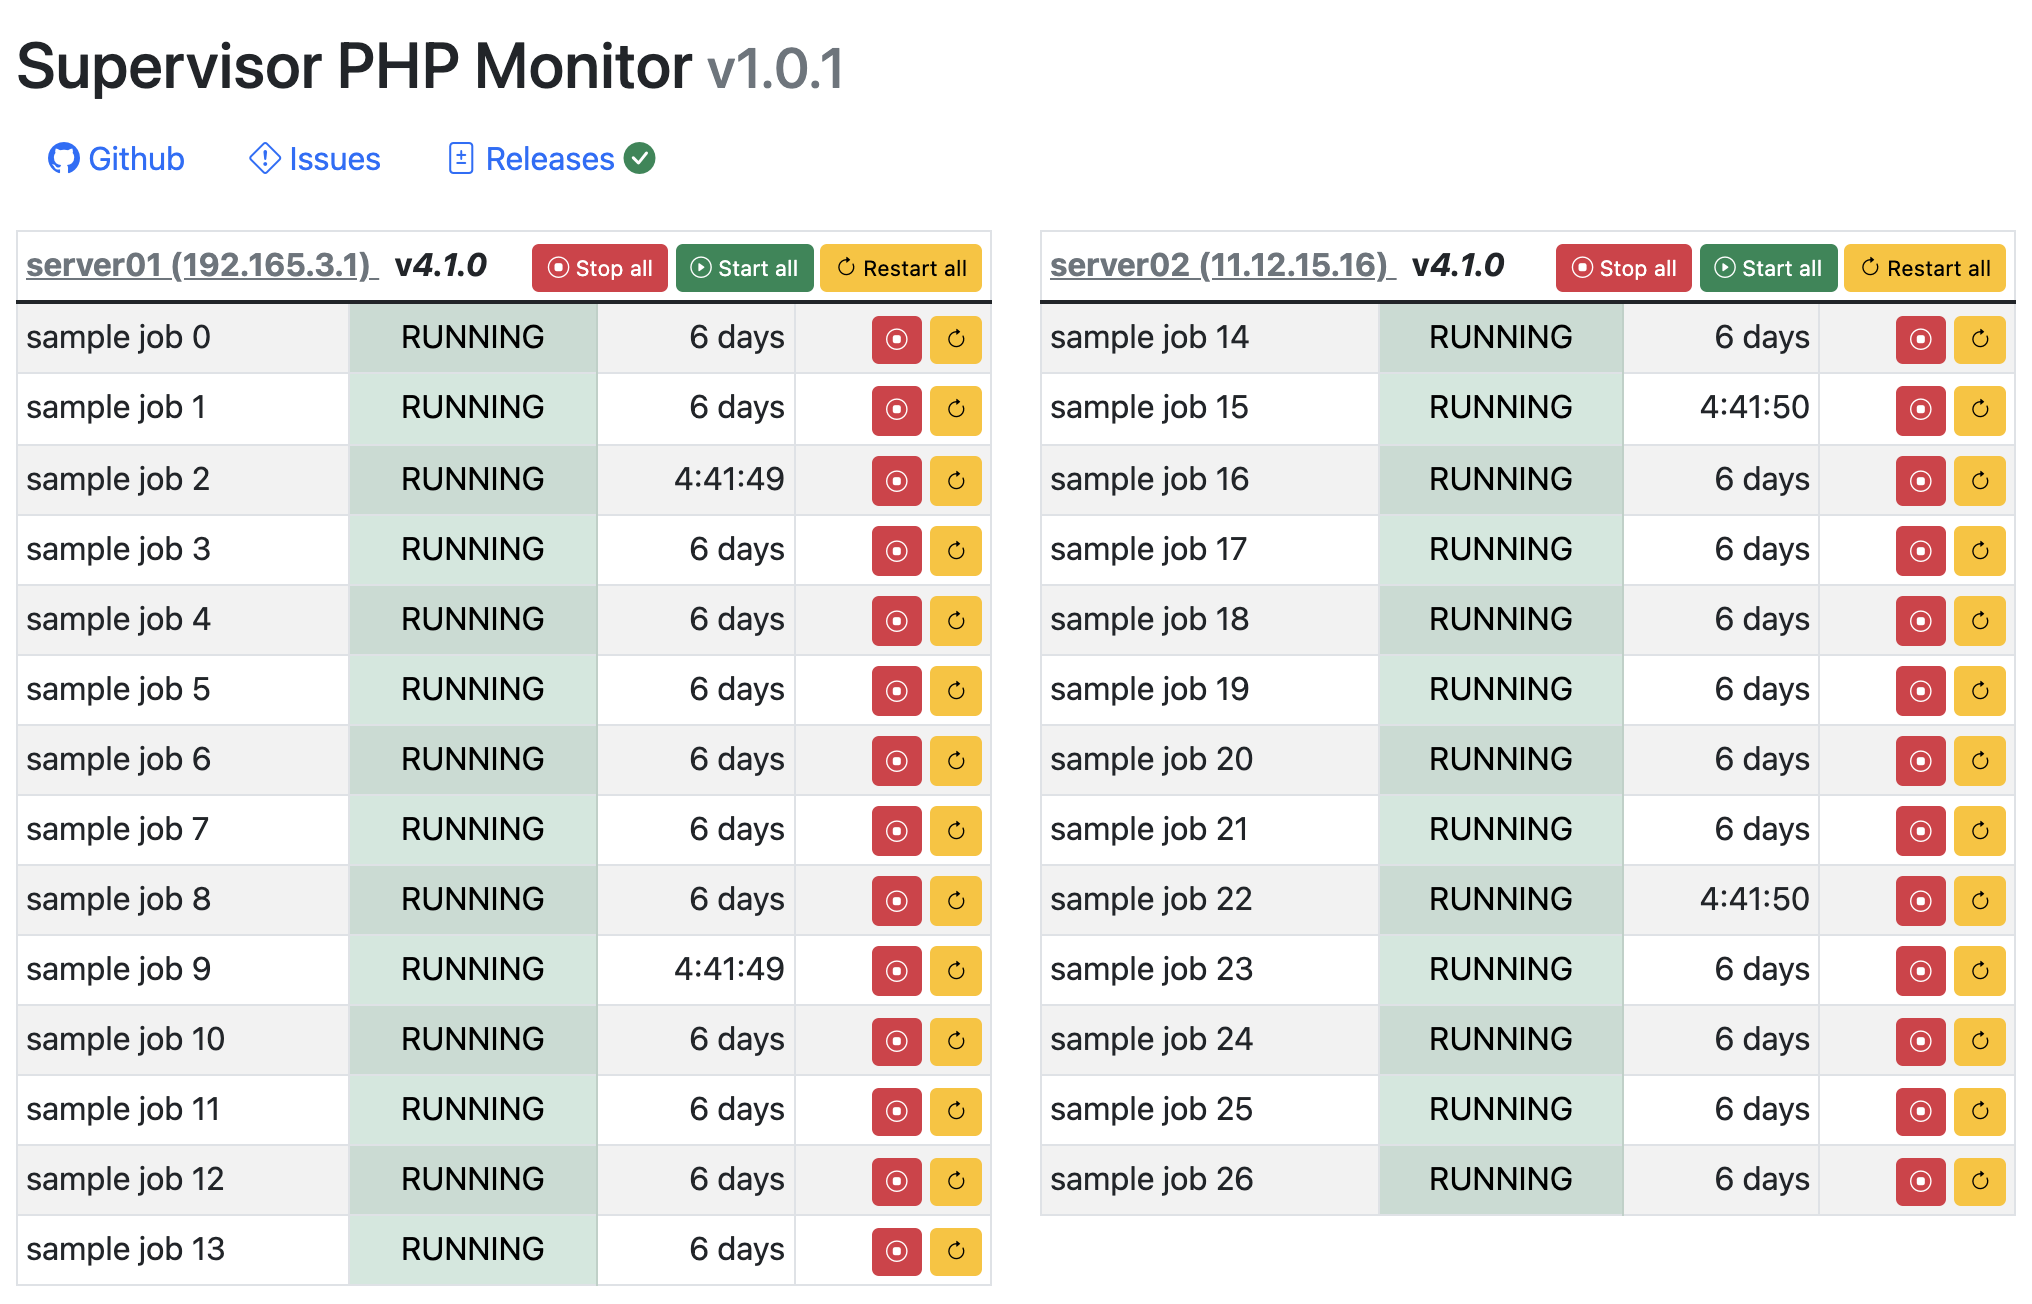 Supervisor PHP Monitor v1.0.1
Github Issues Releases
server01 (192.165.3.1) v4.1.0 Stop all Start all Restart all
sample job 0 RUNNING 6 days
sample job 1 RUNNING 6 days
sample job 2 RUNNING 4:41:49
sample job 3 RUNNING 6 days
sample job 4 RUNNING 6 days
sample job 5 RUNNING 6 days
sample job 6 RUNNING 6 days
sample job 7 RUNNING 6 days
sample job 8 RUNNING 6 days
sample job 9 RUNNING 4:41:49
sample job 10 RUNNING 6 days
sample job 11 RUNNING 6 days
sample job 12 RUNNING 6 days
sample job 13 RUNNING 6 days
server02 (11.12.15.16) v4.1.0 Stop all Start all Restart all
sample job 14 RUNNING 6 days
sample job 15 RUNNING 4:41:50
sample job 16 RUNNING 6 days
sample job 17 RUNNING 6 days
sample job 18 RUNNING 6 days
sample job 19 RUNNING 6 days
sample job 20 RUNNING 6 days
sample job 21 RUNNING 6 days
sample job 22 RUNNING 4:41:50
sample job 23 RUNNING 6 days
sample job 24 RUNNING 6 days
sample job 25 RUNNING 6 days
sample job 26 RUNNING 6 days